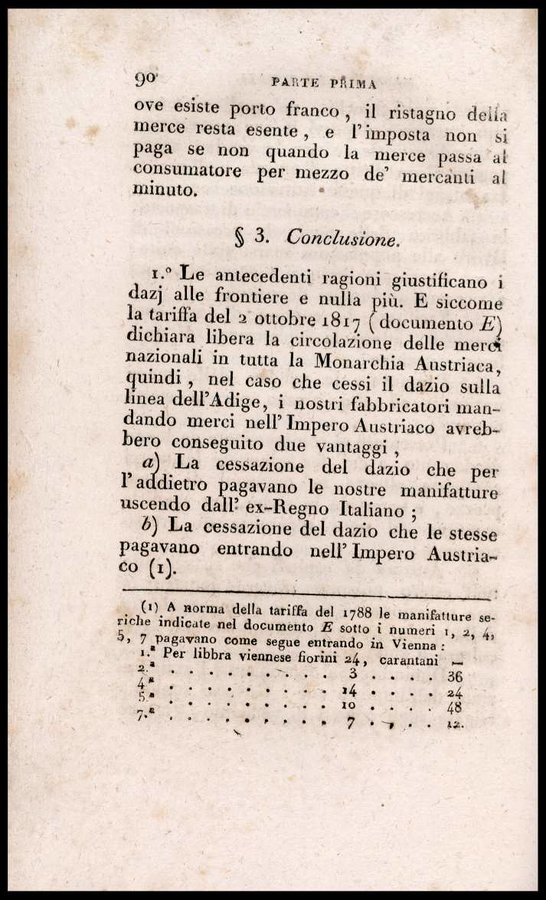 90 PARTE PRIMA
ove esiste porto franco, il ristagno della
merce resta esente, e l'imposta non si
paga se non quando la merce passa al
consumatore per mezzo de' mercanti al
minuto.
§ 3. Conclusione.
1.° Le antecedenti ragioni giustificano i
dazj alle frontiere e nulla più. E siccome
la tariffa del 2 ottobre 1817 (documento E)
dichiara libera la circolazione delle merci
nazionali in tutta la Monarchia Austriaca,
quindi, nel caso che cessi il dazio sulla
linea dell'Adige, i nostri fabbricatori man-
dando merci nell'Impero Austriaco avreb-
bero conseguito due vantaggi,
a) La cessazione del dazio che per
l'addietro pagavano le nostre manifatture
uscendo dall' ex-Regno Italiano;
b) La cessazione del dazio che le stesse
pagavano entrando nell'Impero Austria-
co (1).
(1) A norma della tariffa del 1788 le manifatture se-
riche indicate nel documento E sotto i numeri 1, 2, 4,
5, 7 pagavano come segue entrando in Vienna:
1.ª Per libbra viennese fiorini 24, carantani —
2.ª . . . . . . . . . . 3 . . . . 36
4.ª . . . . . . . . . . 14 . . . . 24
5.ª . . . . . . . . . . 10 . . . . 48
7.ª . . . . . . . . . . 7 . . . . 12.